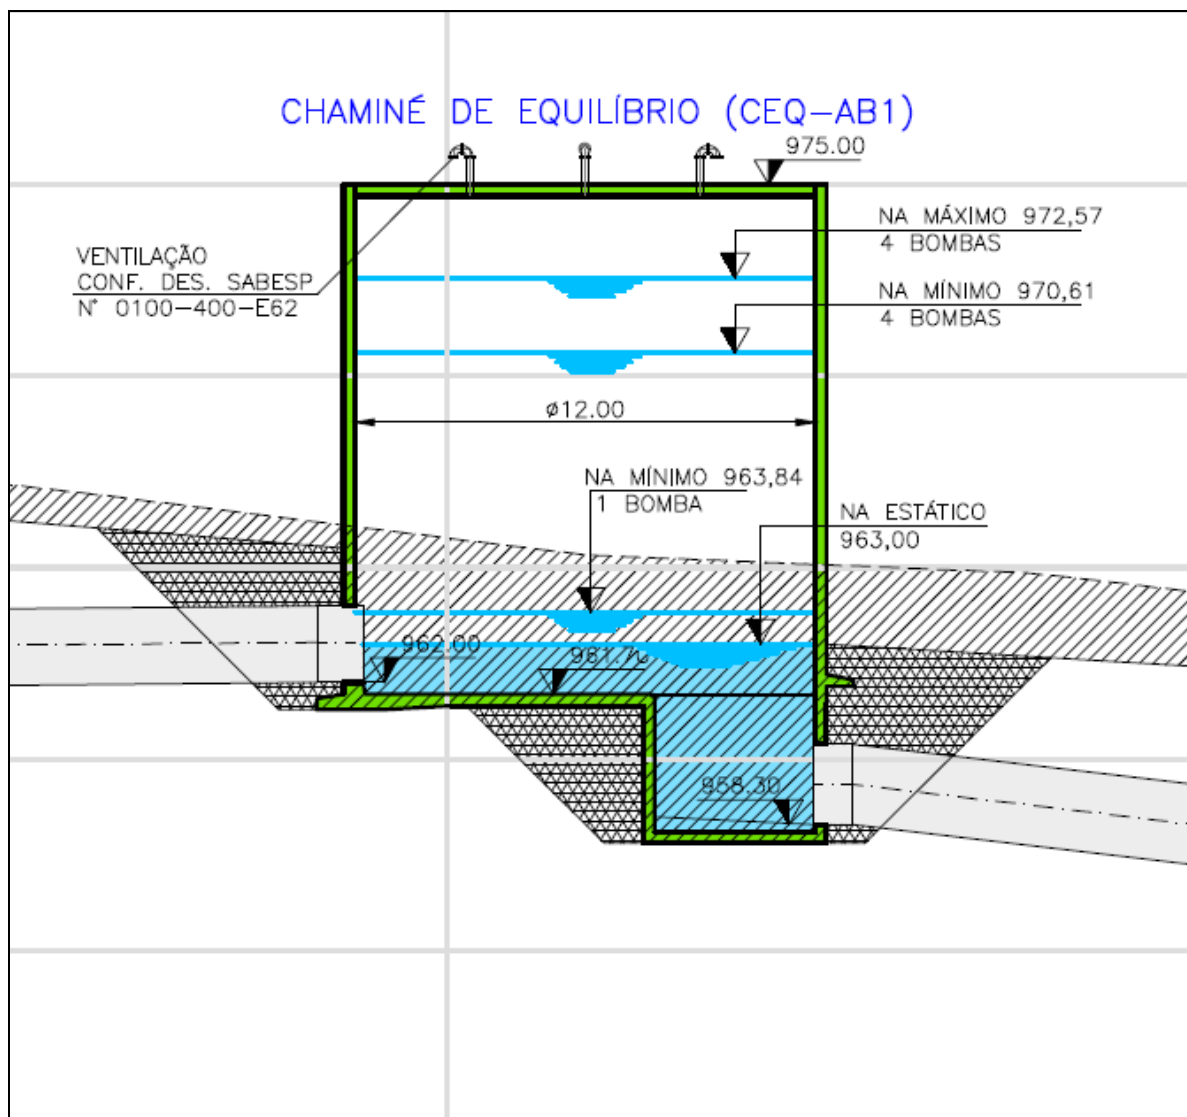 CHAMINÉ DE EQUILÍBRIO (CEQ-AB1)
975.00
NA MÁXIMO 972,57
4 BOMBAS
VENTILAÇÃO
CONF. DES. SABESP
N° 0100-400-E62
NA MÍNIMO 970,61
4 BOMBAS
ø12.00
NA MÍNIMO 963,84
1 BOMBA
NA ESTÁTICO
963,00
962.00
961.70
958.30